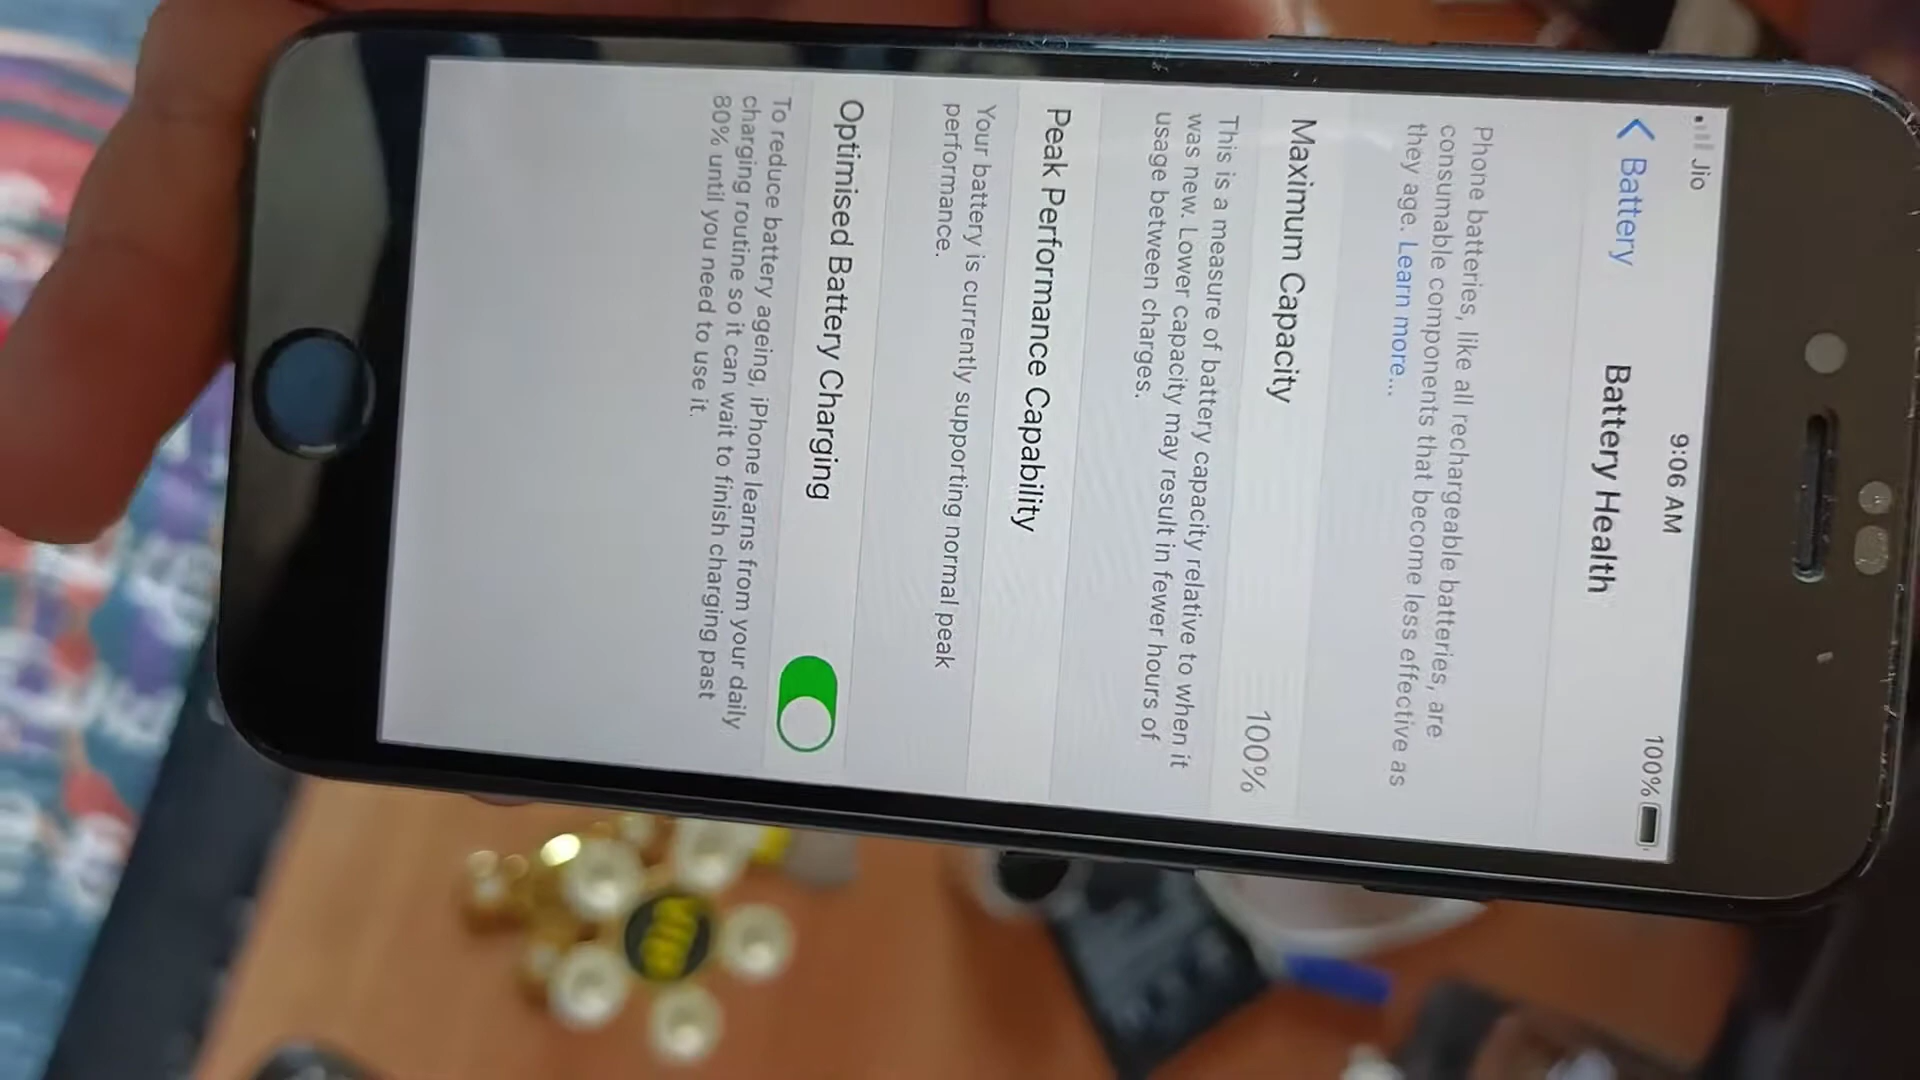 Jio
9:06 AM
100%
Battery
Battery Health
Phone batteries, like all rechargeable batteries, are
consumable components that become less effective as
they age. Learn more...
Maximum Capacity
100%
This is a measure of battery capacity relative to when it
was new. Lower capacity may result in fewer hours of
usage between charges.
Peak Performance Capability
Your battery is currently supporting normal peak
performance.
Optimised Battery Charging
To reduce battery ageing, iPhone learns from your daily
charging routine so it can wait to finish charging past
80% until you need to use it.